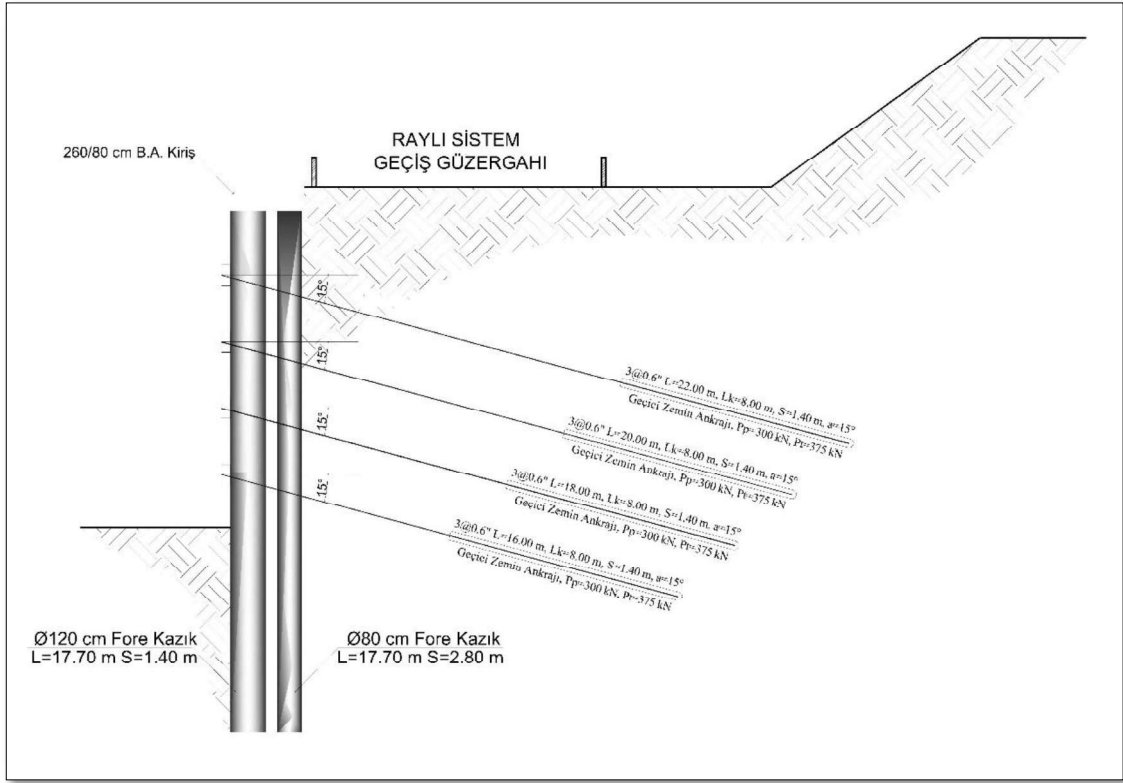 260/80 cm B.A. Kiriş
RAYLI SİSTEM
GEÇİŞ GÜZERGAHI
15°
15°
15°
15°
3@0.6" L=22.00 m, Lk=8.00 m, S=1.40 m, a=15°
Geçici Zemin Ankrajı, Pp=300 kN, Pt=375 kN
3@0.6" L=20.00 m, Lk=8.00 m, S=1.40 m, a=15°
Geçici Zemin Ankrajı, Pp=300 kN, Pt=375 kN
3@0.6" L=18.00 m, Lk=8.00 m, S=1.40 m, a=15°
Geçici Zemin Ankrajı, Pp=300 kN, Pt=375 kN
3@0.6" L=16.00 m, Lk=8.00 m, S=1.40 m, a=15°
Geçici Zemin Ankrajı, Pp=300 kN, Pt=375 kN
Ø120 cm Fore Kazık
L=17.70 m S=1.40 m
Ø80 cm Fore Kazık
L=17.70 m S=2.80 m